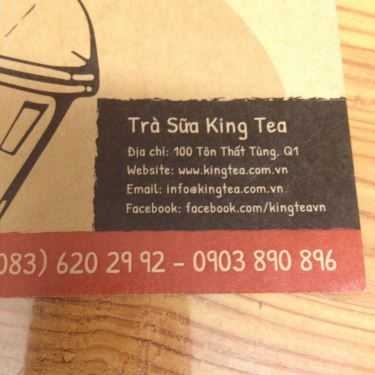 Trà Sữa King Tea
Địa chỉ: 100 Tôn Thất Tùng, Q1
Website: www.kingtea.com.vn
Email: info@kingtea.com.vn
Facebook: facebook.com/kingteavn
083) 620 29 92 - 0903 890 896